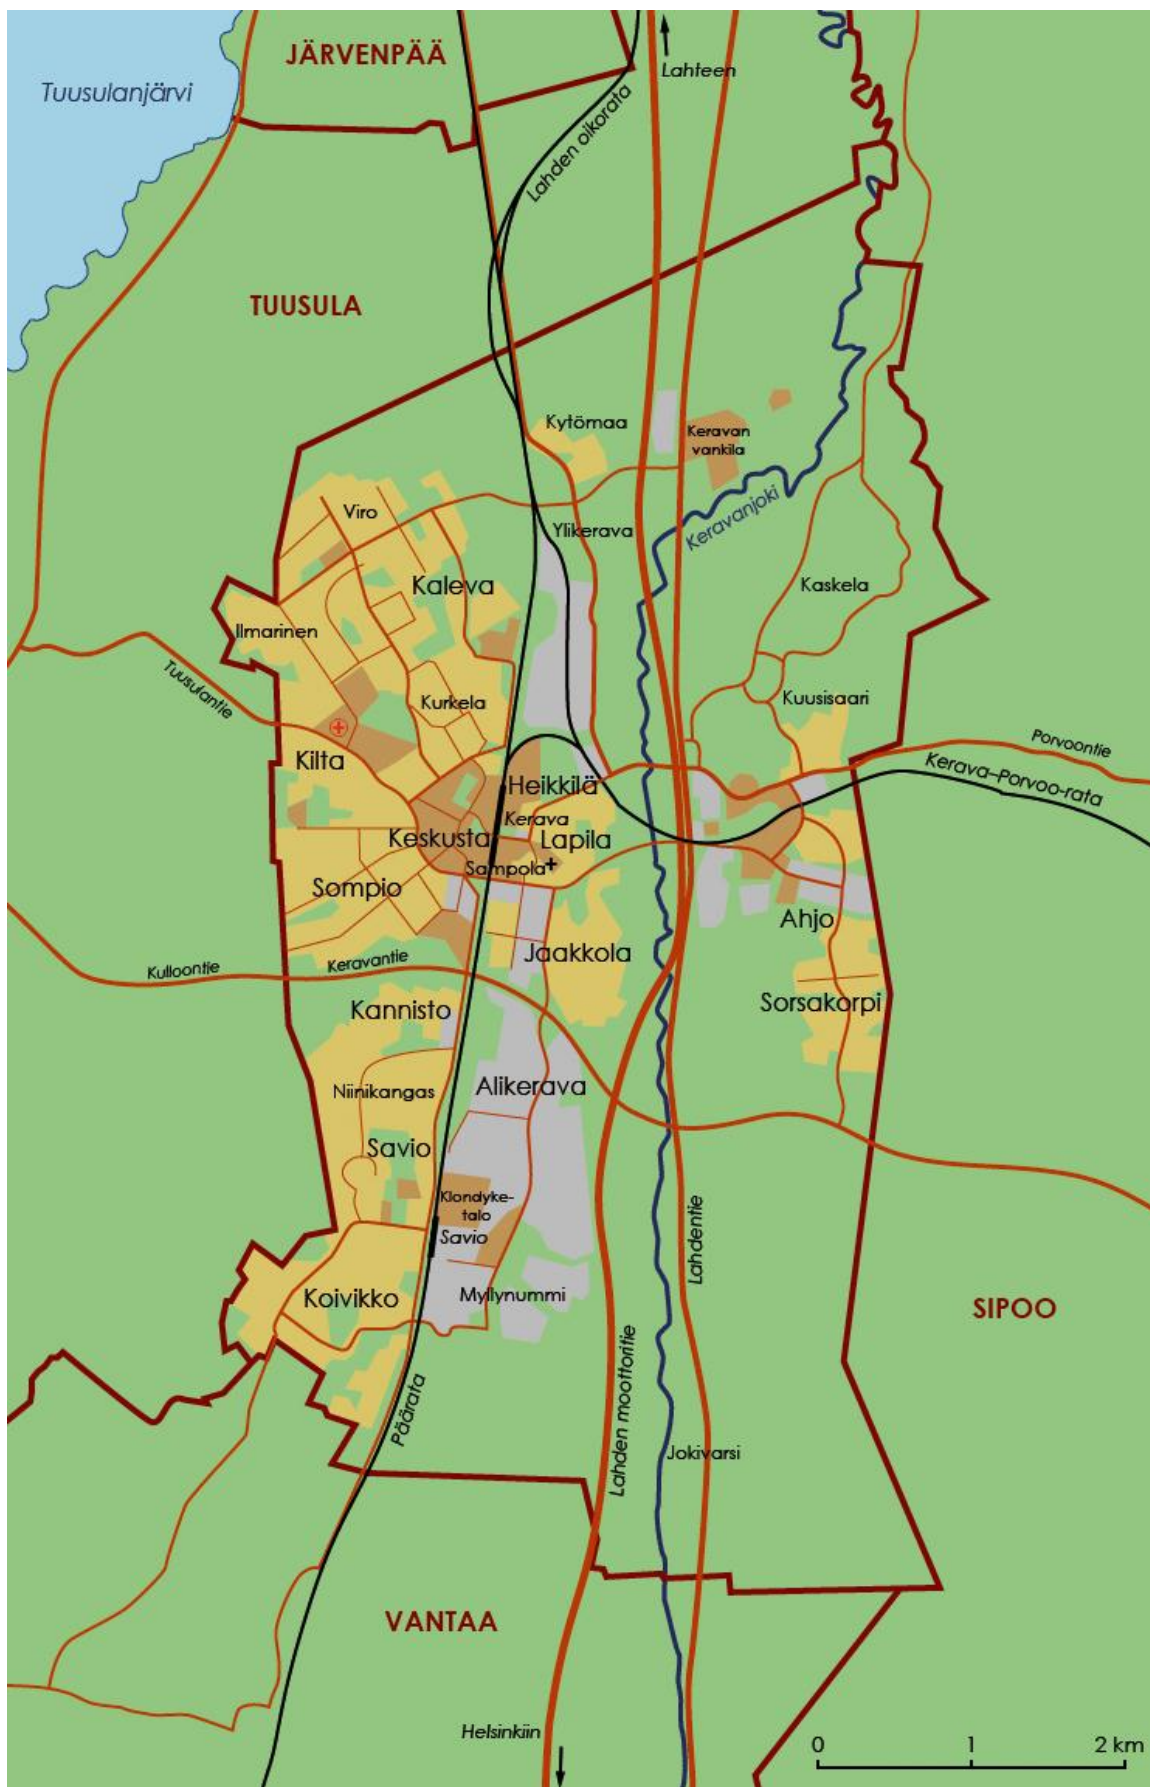 JÄRVENPÄÄ
Lahteen
Tuusulanjärvi
Lahden oikorata
TUUSULA
Kytömaa
Keravan
vankila
Viro
Keravanjoki
Ylikerava
Kaleva
Kaskela
Ilmarinen
Tuusulantie
Kurkela
Kuusisaari
Porvoontie
Kilta
Heikkilä
Kerava–Porvoo-rata
Kerava
Keskusta
Lapila
Sampola
Sompio
Ahjo
Jaakkola
Kulloontie
Keravantie
Kannisto
Sorsakorpi
Niinikangas
Alikerava
Savio
Klondyke-
talo
Savio
Lahdentie
Koivikko
Myllynummi
SIPOO
Lahden moottoritie
Päärata
Jokivarsi
VANTAA
Helsinkiin
0 1 2 km